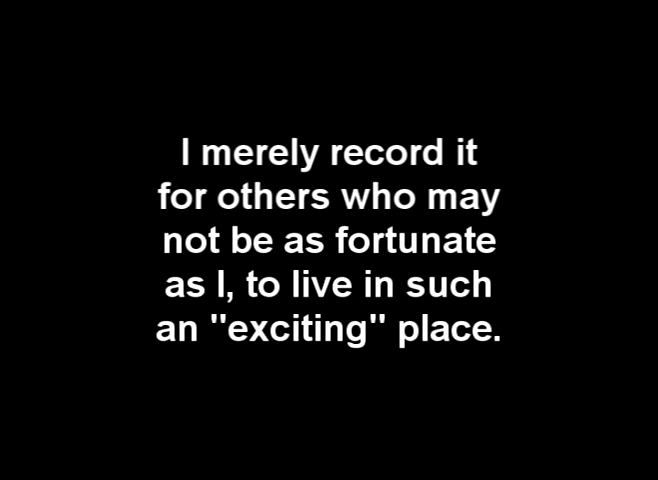 I merely record it
for others who may
not be as fortunate
as I, to live in such
an "exciting" place.